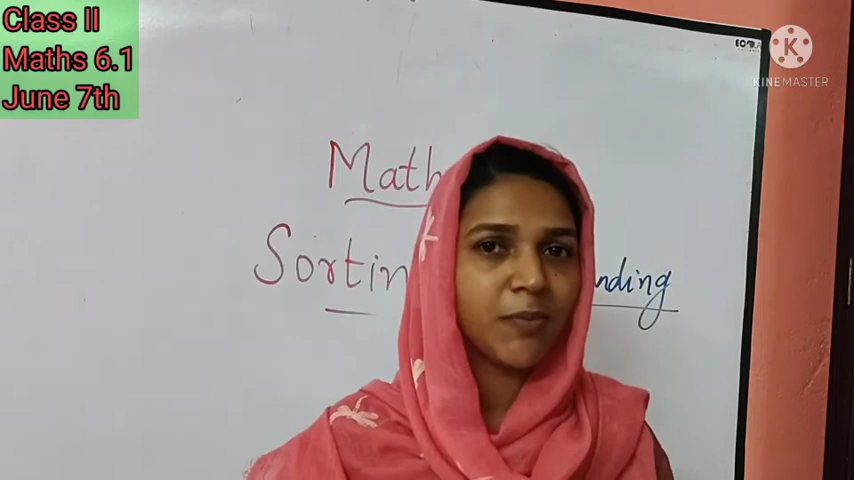 Class II
Maths 6.1
June 7th
KINEMASTER
Math
Sortin nding